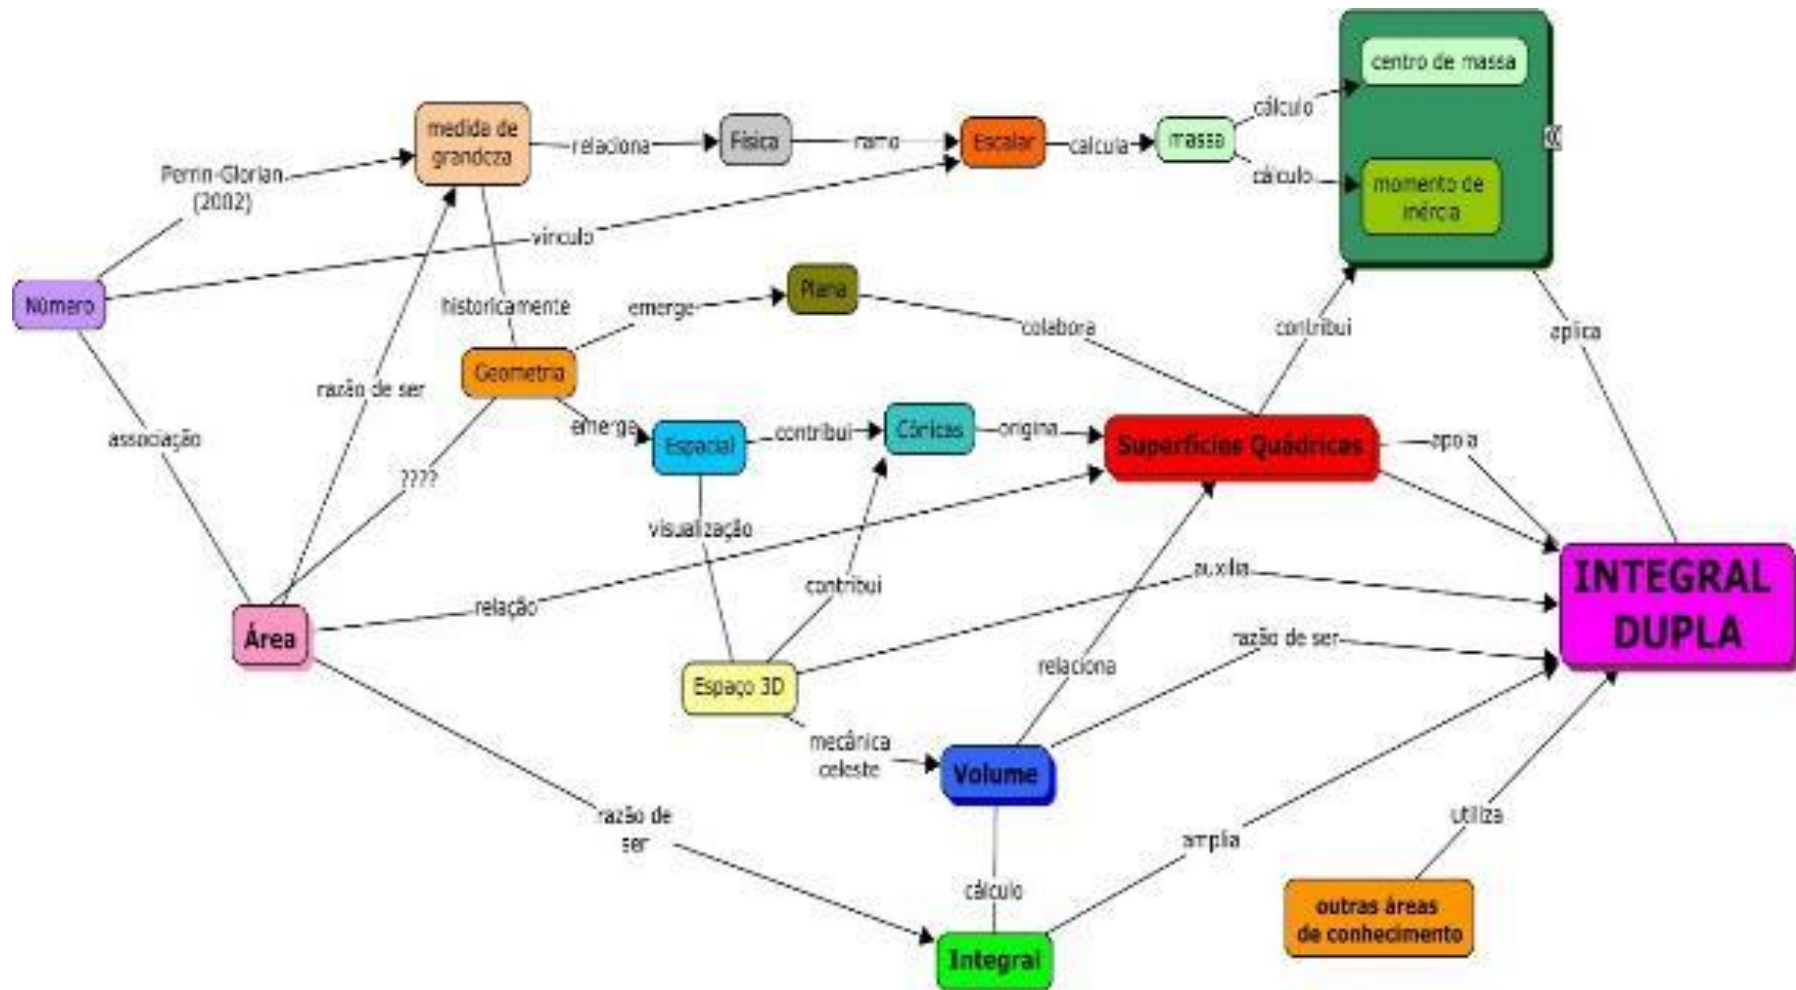 centro de massa
cálculo
medida de
grandeza
relaciona
Física
ramo
Escalar
calcula
massa
cálculo
momento de
inércia
Perrin-Glorian
(2002)
vínculo
Número
historicamente
emerge
Plana
colabora
contribui
aplica
Geometria
razão de ser
associação
emerge
Espacial
contribui
Cônicas
origina
Superfícies Quádricas
apoia
????
visualização
contribui
auxilia
INTEGRAL
DUPLA
relação
Área
razão de ser
relaciona
Espaço 3D
mecânica
celeste
Volume
razão de
ser
amplia
utiliza
cálculo
outras áreas
de conhecimento
Integral